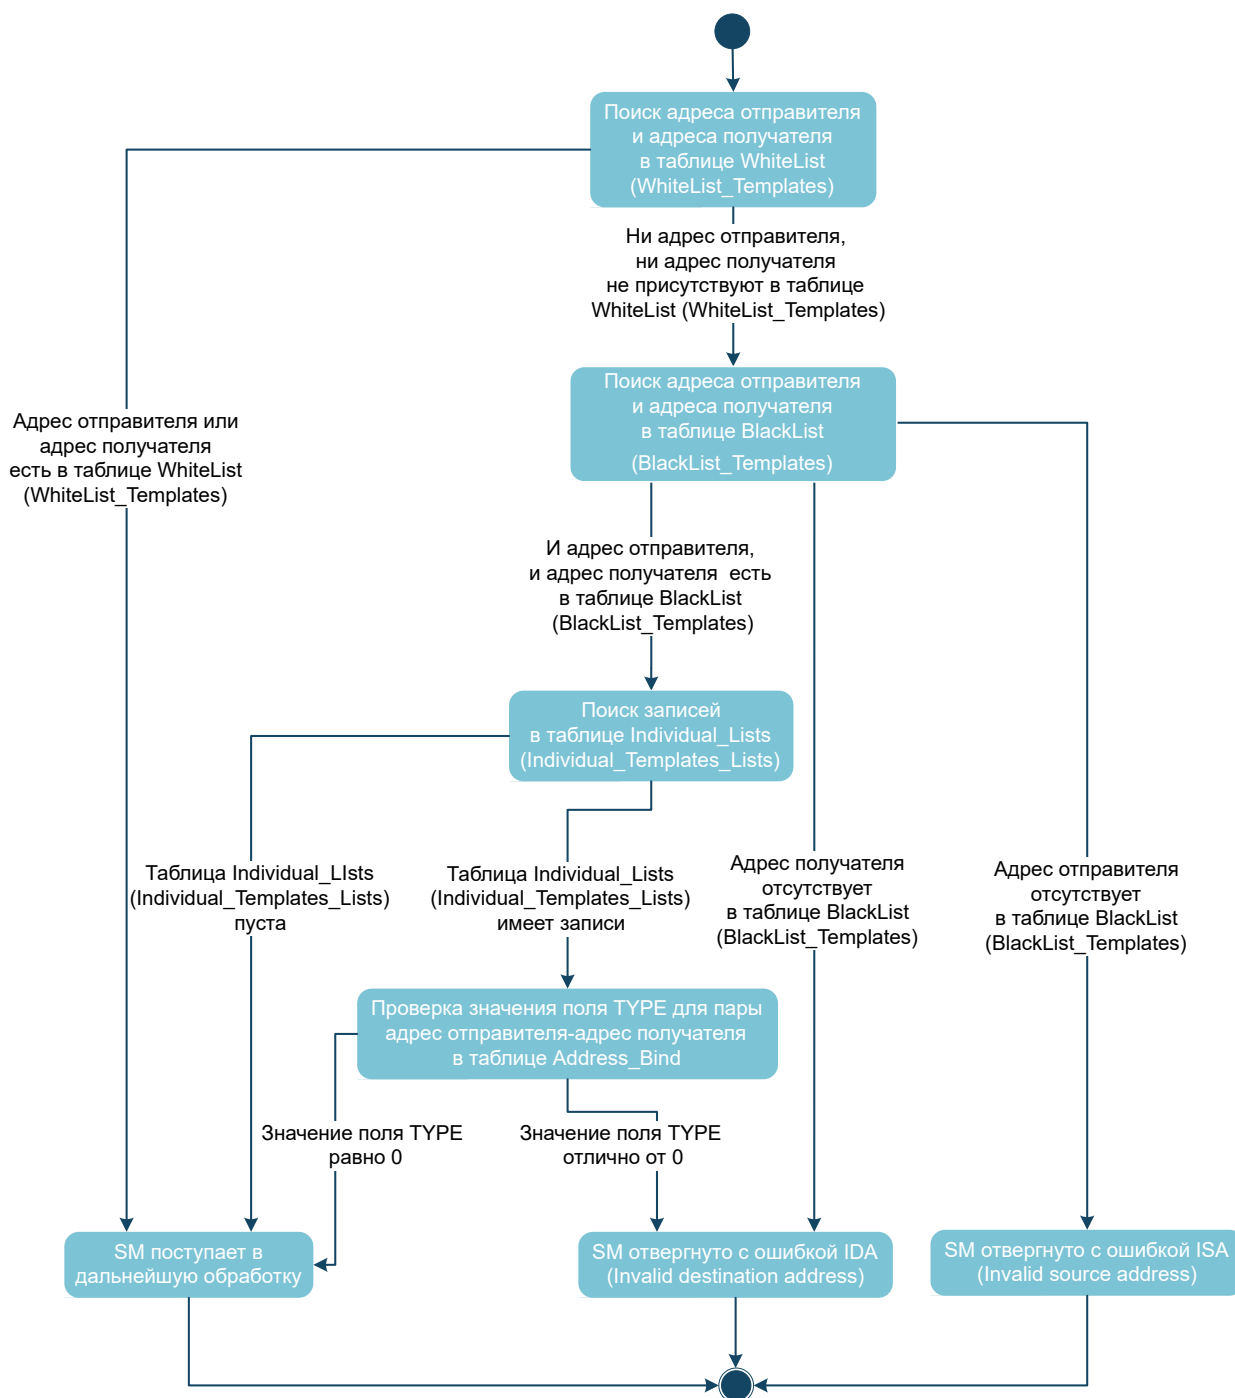 Поиск адреса отправителя
и адреса получателя
в таблице WhiteList
(WhiteList_Templates)
Ни адрес отправителя,
ни адрес получателя
не присутствуют в таблице
WhiteList (WhiteList_Templates)
Поиск адреса отправителя
и адреса получателя
в таблице BlackList
(BlackList_Templates)
Адрес отправителя или
адрес получателя
есть в таблице WhiteList
(WhiteList_Templates)
И адрес отправителя,
и адрес получателя  есть
в таблице BlackList
(BlackList_Templates)
Поиск записей
в таблице Individual_Lists
(Individual_Templates_Lists)
Таблица Individual_LIsts
(Individual_Templates_Lists)
пуста
Таблица Individual_Lists
(Individual_Templates_Lists)
имеет записи
Адрес получателя
отсутствует
в таблице BlackList
(BlackList_Templates)
Адрес отправителя
отсутствует
в таблице BlackList
(BlackList_Templates)
Проверка значения поля TYPE для пары
адрес отправителя-адрес получателя
в таблице Address_Bind
Значение поля TYPE
равно 0
Значение поля TYPE
отлично от 0
SM поступает в
дальнейшую обработку
SM отвергнуто с ошибкой IDA
(Invalid destination address)
SM отвергнуто с ошибкой ISA
(Invalid source address)